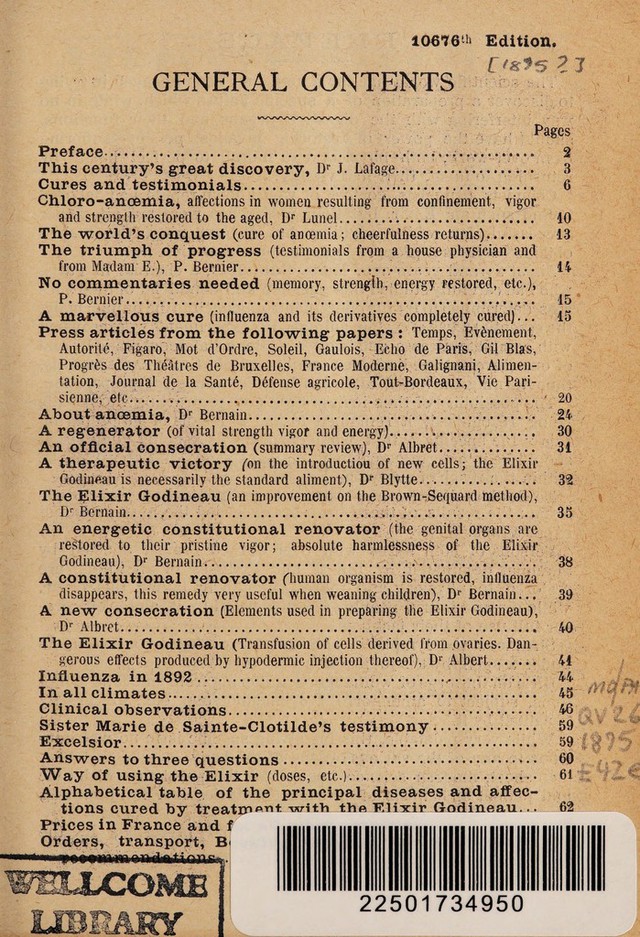 10676th Edition.
[1895?]
GENERAL CONTENTS
Pages
Preface 2
This century's great discovery, Dr J. Lafage 3
Cures and testimonials 6
Chloro-anœmia, affections in women resulting from confinement, vigor
and strength restored to the aged, Dr Lunel 10
The world's conquest (cure of anœmia; cheerfulness returns) 13
The triumph of progress (testimonials from a house physician and
from Madam E.), P. Bernier 14
No commentaries needed (memory, strength, energy restored, etc.),
P. Bernier 15
A marvellous cure (influenza and its derivatives completely cured) 15
Press articles from the following papers : Temps, Evènement,
Autorité, Figaro, Mot d'Ordre, Soleil, Gaulois, Echo de Paris, Gil Blas,
Progrès des Théâtres de Bruxelles, France Moderne, Galignani, Alimen-
tation, Journal de la Santé, Défense agricole, Tout-Bordeaux, Vie Pari-
sienne, etc 20
About anœmia, Dr Bernain 24
A regenerator (of vital strength vigor and energy) 30
An official consecration (summary review), Dr Albret 31
A therapeutic victory (on the introductiou of new cells; the Elixir
Godineau is necessarily the standard aliment), Dr Blytte 32
The Elixir Godineau (an improvement on the Brown-Sequard method),
Dr Bernain 35
An energetic constitutional renovator (the genital organs are
restored to their pristine vigor; absolute harmlessness of the Elixir
Godineau), Dr Bernain 38
A constitutional renovator (human organism is restored, influenza
disappears, this remedy very useful when weaning children), Dr Bernain 39
A new consecration (Elements used in preparing the Elixir Godineau),
Dr Albret 40
The Elixir Godineau (Transfusion of cells derived from ovaries. Dan-
gerous effects produced by hypodermic injection thereof), Dr Albert 41
Influenza in 1892 44
In all climates 45
Clinical observations 46
Sister Marie de Sainte-Clotilde's testimony 59
Excelsior 59
Answers to three questions 60
Way of using the Elixir (doses, etc.) 61
Alphabetical table of the principal diseases and affec-
tions cured by treatment with the Elixir Godineau 62
Prices in France and
Orders, transport,
recommendations
QV26
1895
E42e
WELLCOME
LIBRARY
22501734950